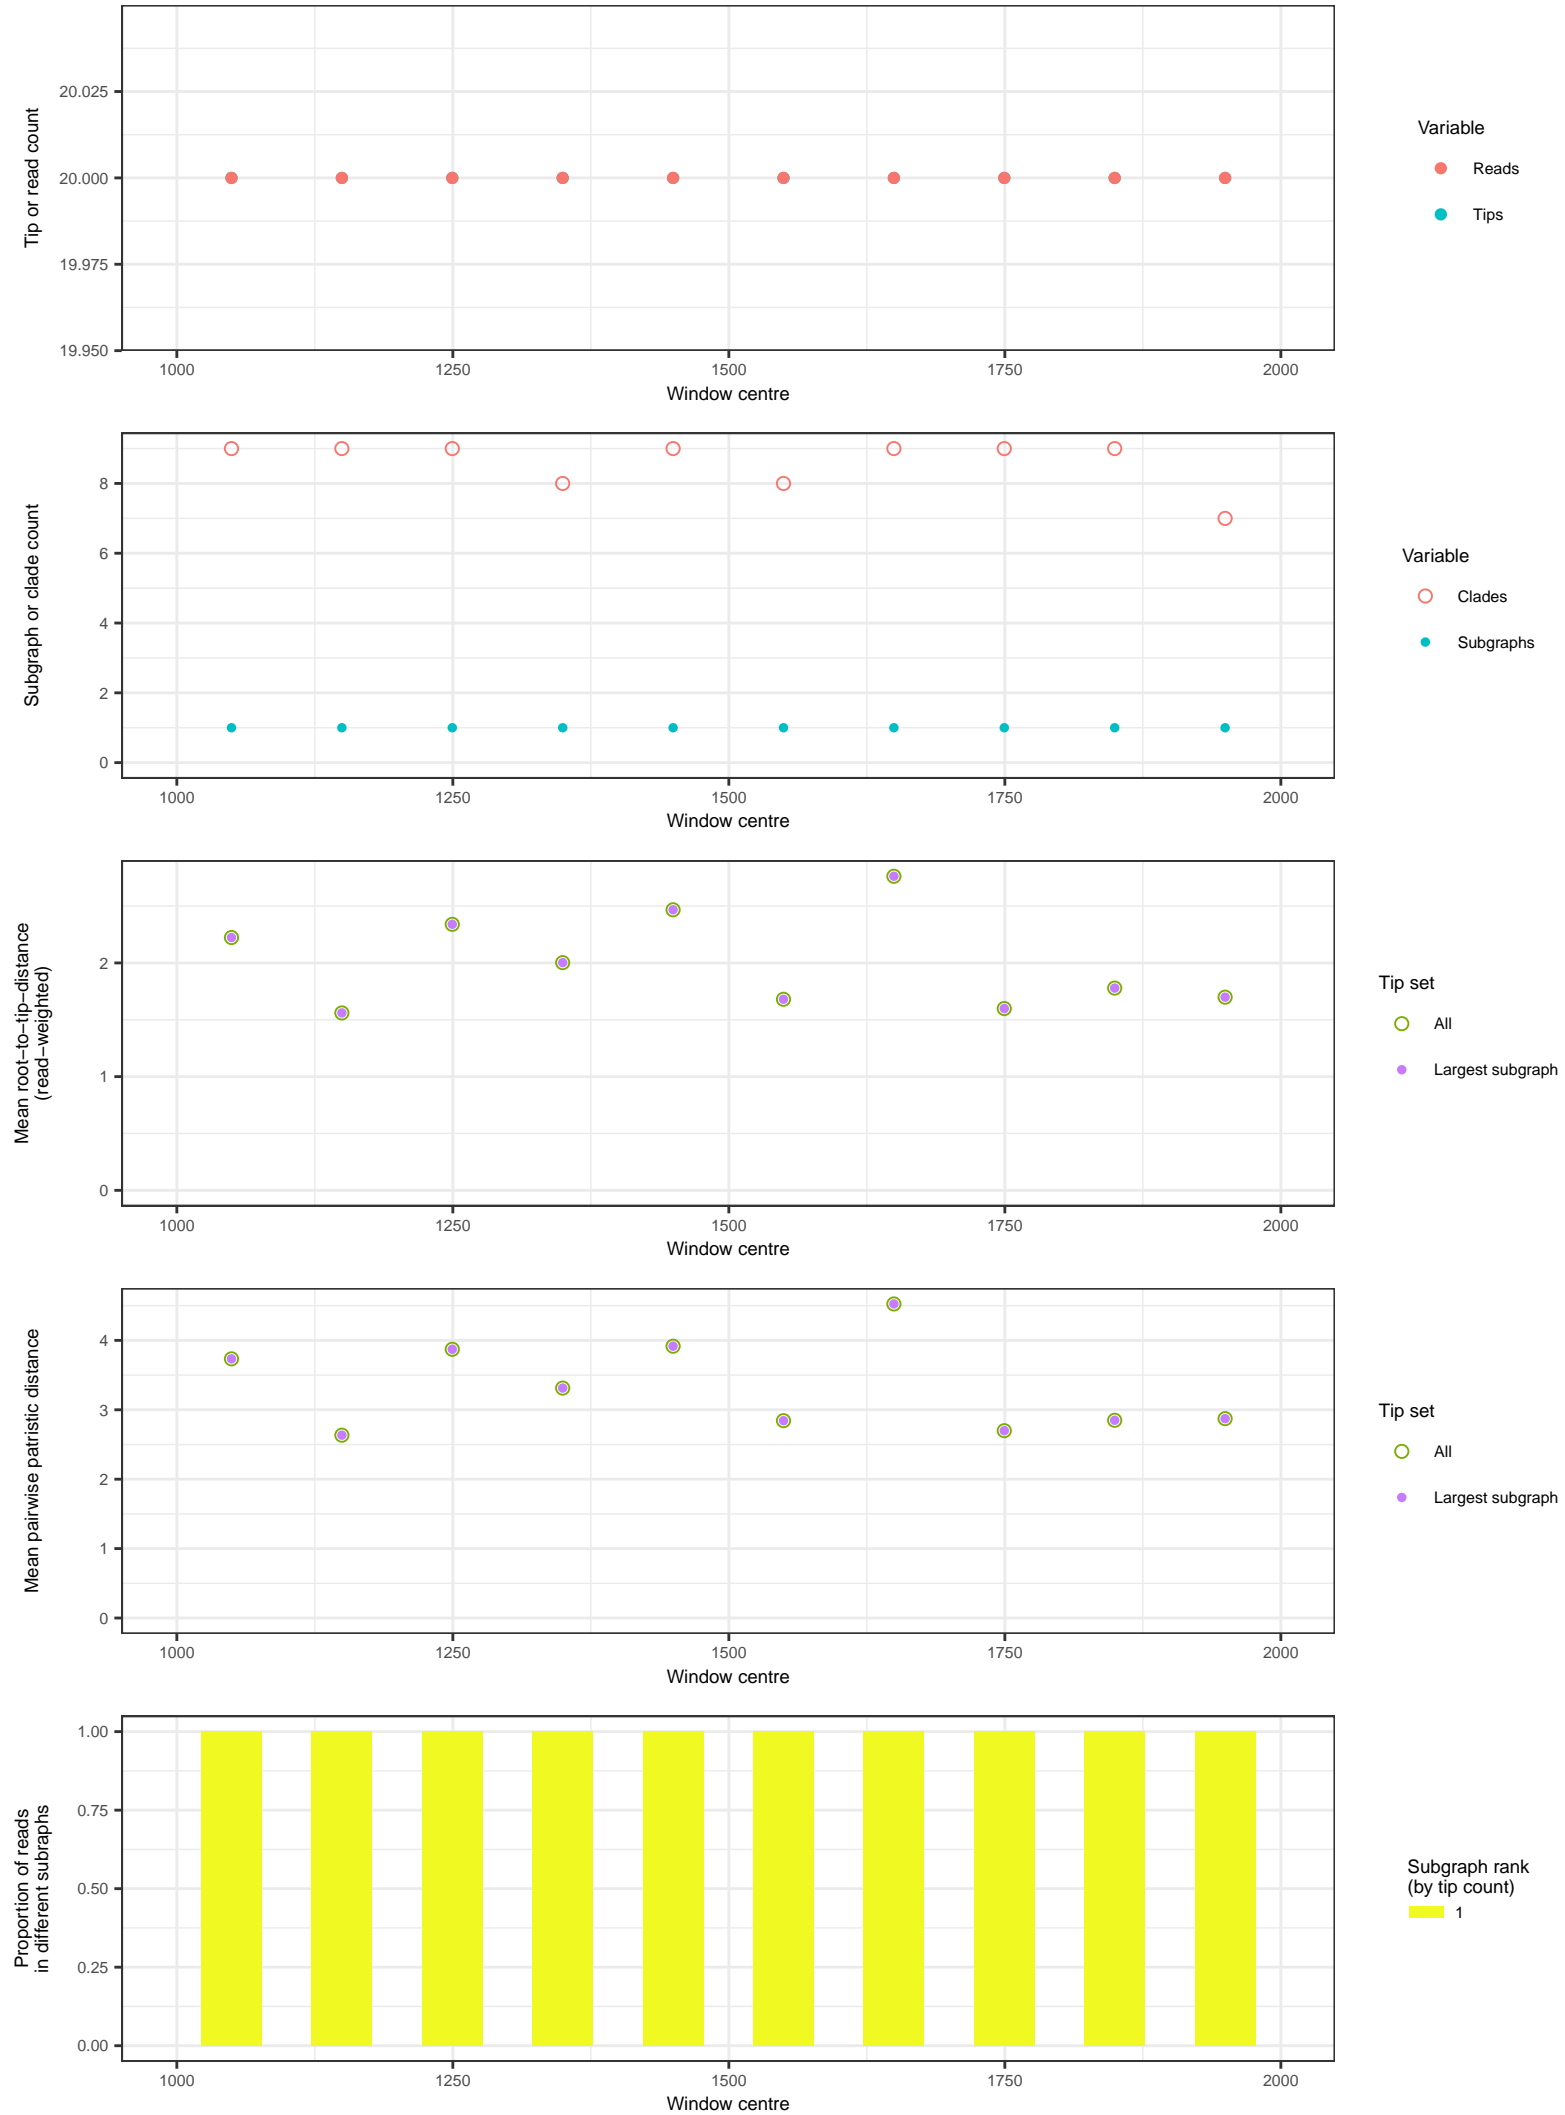 Tip or read count
20.025
20.000
19.975
19.950
1000 1250 1500 1750 2000
Window centre
Variable
Reads
Tips
Subgraph or clade count
8
6
4
2
0
1000 1250 1500 1750 2000
Window centre
Variable
Clades
Subgraphs
Mean root−to−tip−distance
(read−weighted)
2
1
0
1000 1250 1500 1750 2000
Window centre
Tip set
All
Largest subgraph
Mean pairwise patristic distance
4
3
2
1
0
1000 1250 1500 1750 2000
Window centre
Tip set
All
Largest subgraph
Proportion of reads
in different subraphs
1.00
0.75
0.50
0.25
0.00
1000 1250 1500 1750 2000
Window centre
Subgraph rank
(by tip count)
1